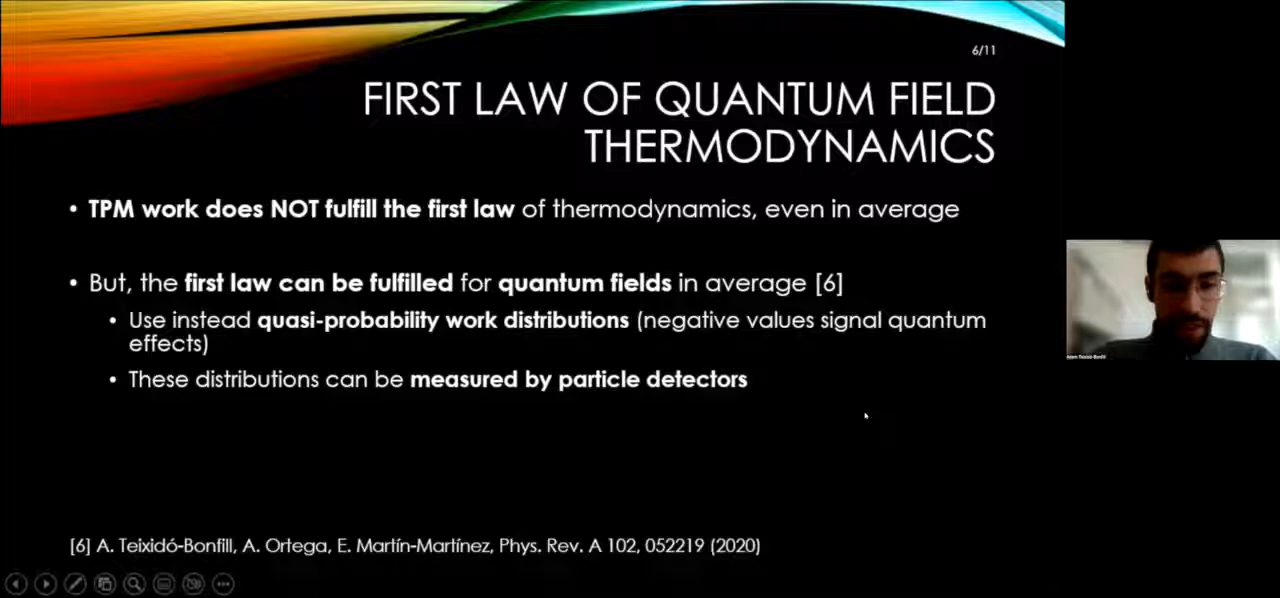 6/11
FIRST LAW OF QUANTUM FIELD
THERMODYNAMICS
• TPM work does NOT fulfill the first law of thermodynamics, even in average
• But, the first law can be fulfilled for quantum fields in average [6]
• Use instead quasi-probability work distributions (negative values signal quantum
effects)
• These distributions can be measured by particle detectors
Adam Teixidó-Bonfill
[6] A. Teixidó-Bonfill, A. Ortega, E. Martín-Martínez, Phys. Rev. A 102, 052219 (2020)